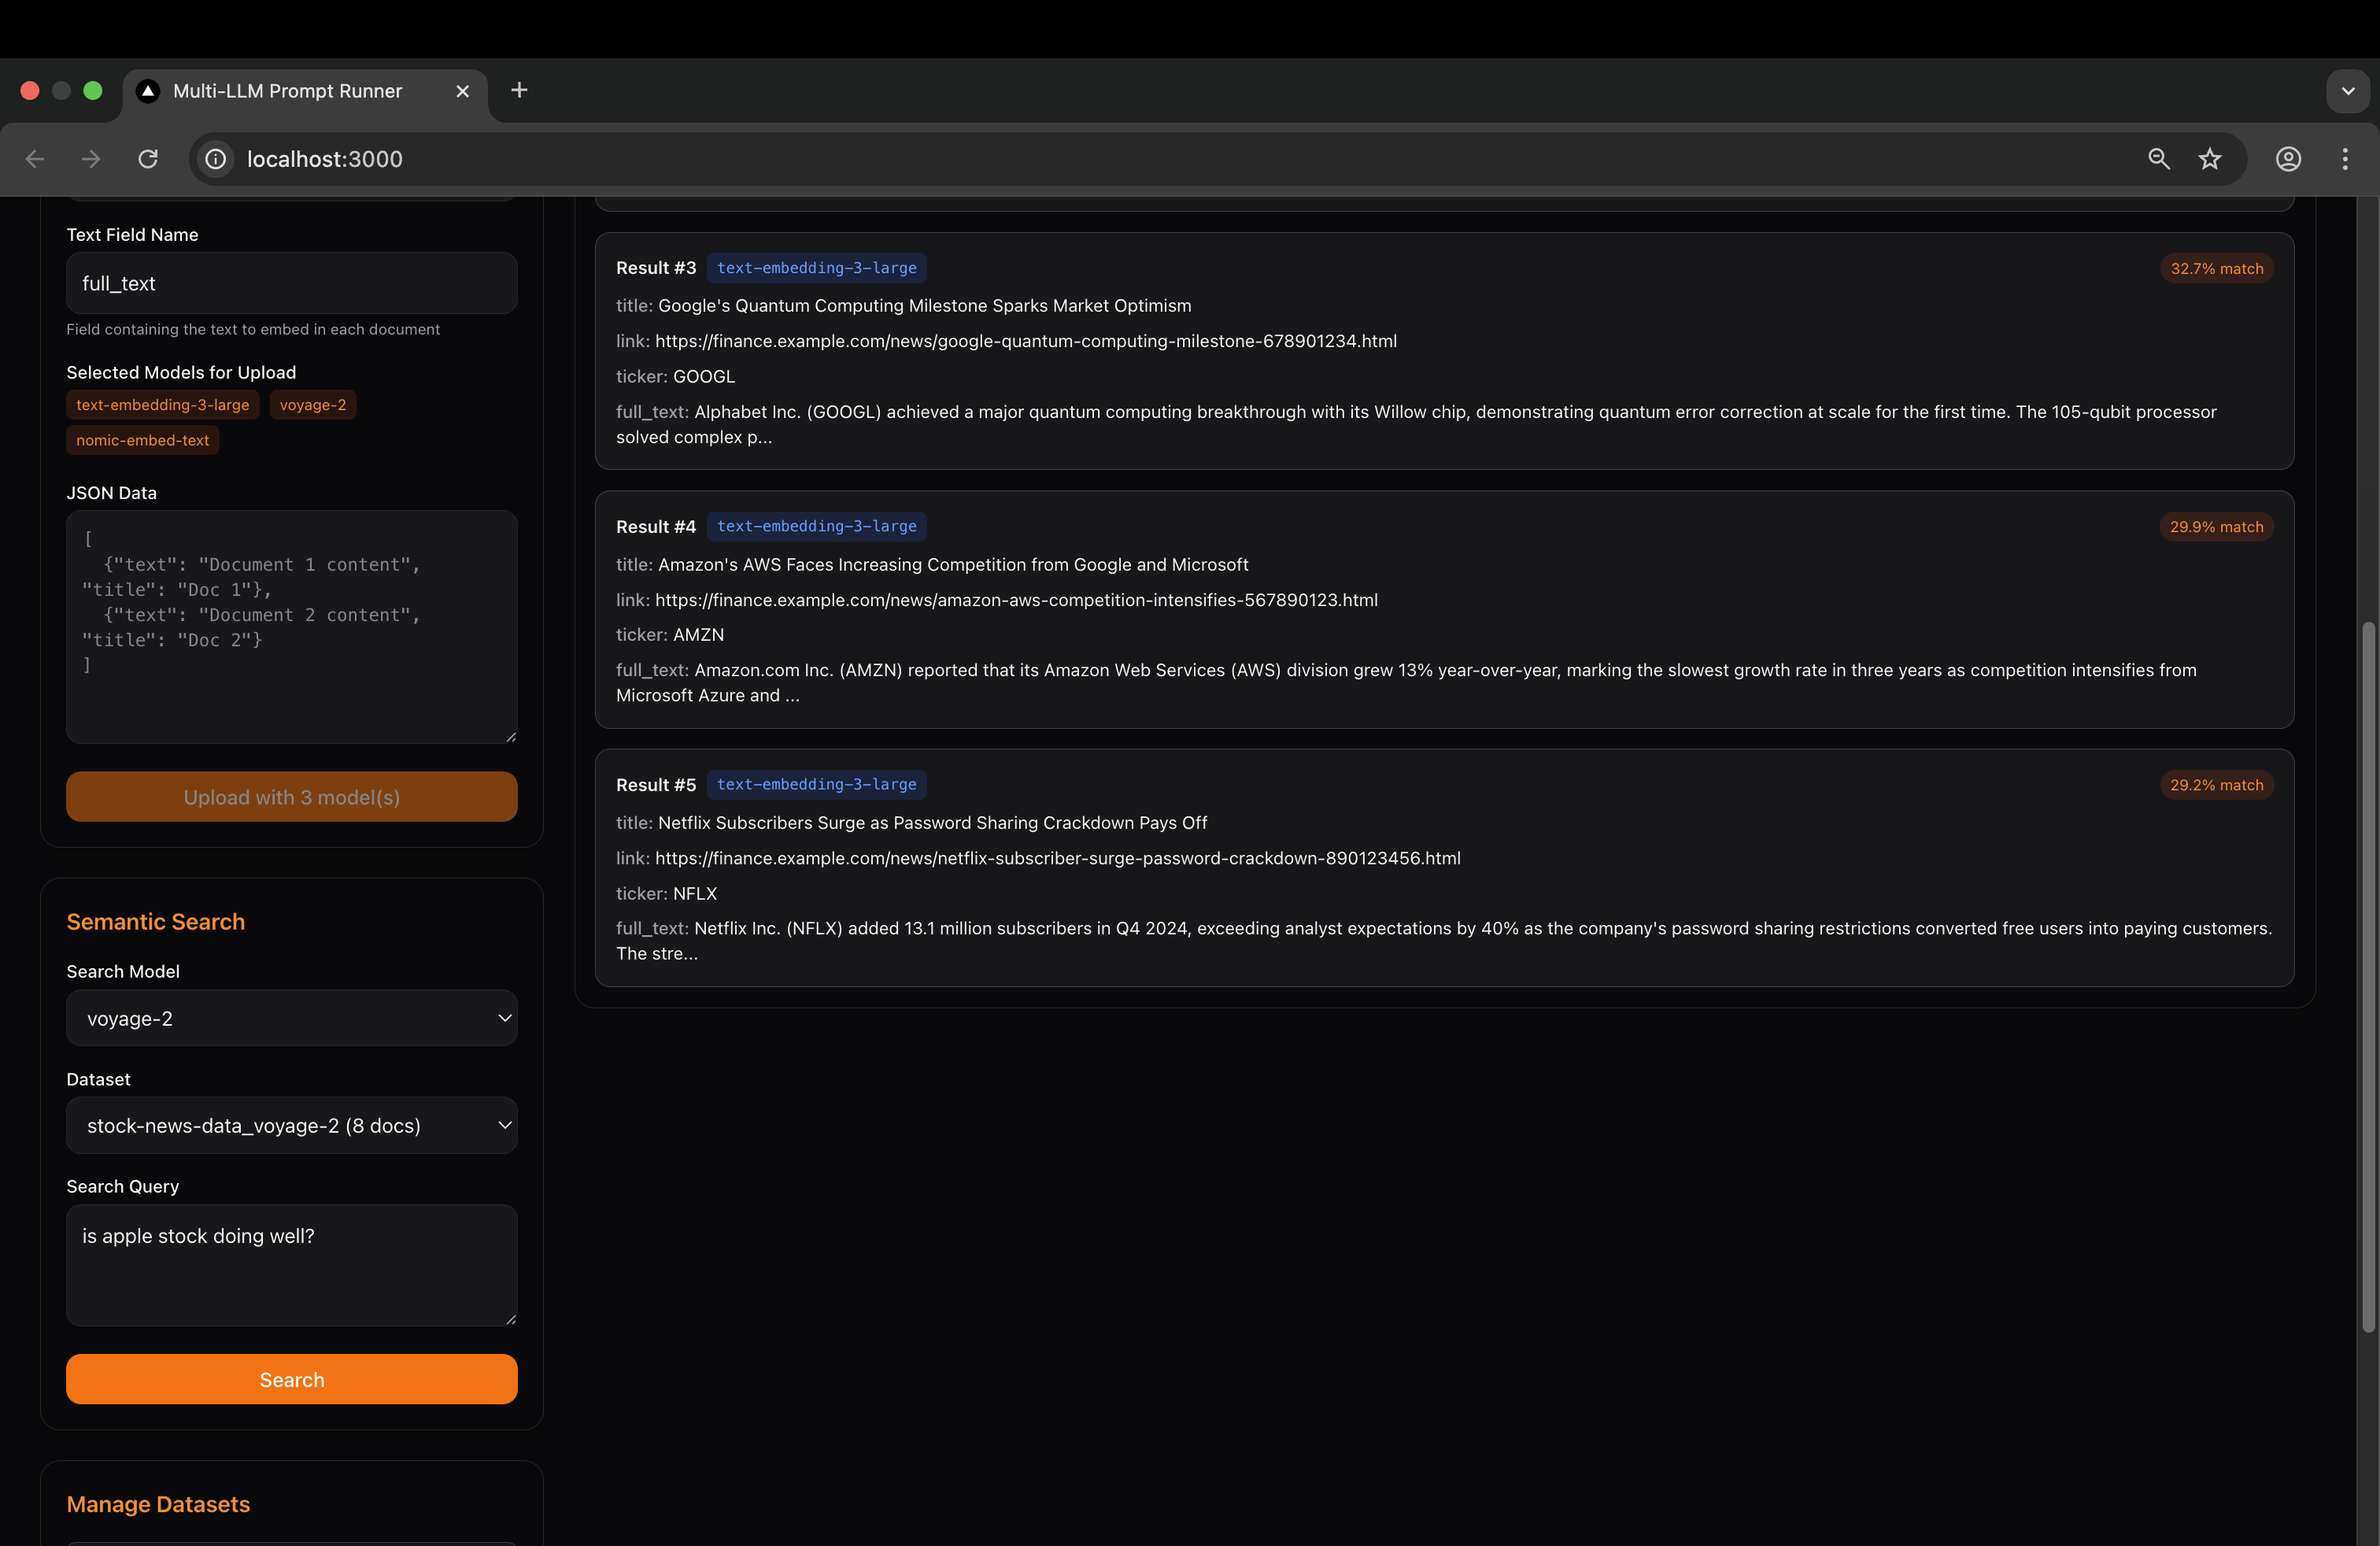 Multi-LLM Prompt Runner
localhost:3000
Text Field Name
full_text
Field containing the text to embed in each document
Selected Models for Upload
text-embedding-3-large voyage-2
nomic-embed-text
JSON Data
[
{"text": "Document 1 content",
"title": "Doc 1"},
{"text": "Document 2 content",
"title": "Doc 2"}
]
Upload with 3 model(s)
Semantic Search
Search Model
voyage-2
Dataset
stock-news-data_voyage-2 (8 docs)
Search Query
is apple stock doing well?
Search
Manage Datasets
Result #3 text-embedding-3-large 32.7% match
title: Google's Quantum Computing Milestone Sparks Market Optimism
link: https://finance.example.com/news/google-quantum-computing-milestone-678901234.html
ticker: GOOGL
full_text: Alphabet Inc. (GOOGL) achieved a major quantum computing breakthrough with its Willow chip, demonstrating quantum error correction at scale for the first time. The 105-qubit processor
solved complex p...
Result #4 text-embedding-3-large 29.9% match
title: Amazon's AWS Faces Increasing Competition from Google and Microsoft
link: https://finance.example.com/news/amazon-aws-competition-intensifies-567890123.html
ticker: AMZN
full_text: Amazon.com Inc. (AMZN) reported that its Amazon Web Services (AWS) division grew 13% year-over-year, marking the slowest growth rate in three years as competition intensifies from
Microsoft Azure and ...
Result #5 text-embedding-3-large 29.2% match
title: Netflix Subscribers Surge as Password Sharing Crackdown Pays Off
link: https://finance.example.com/news/netflix-subscriber-surge-password-crackdown-890123456.html
ticker: NFLX
full_text: Netflix Inc. (NFLX) added 13.1 million subscribers in Q4 2024, exceeding analyst expectations by 40% as the company's password sharing restrictions converted free users into paying customers.
The stre...